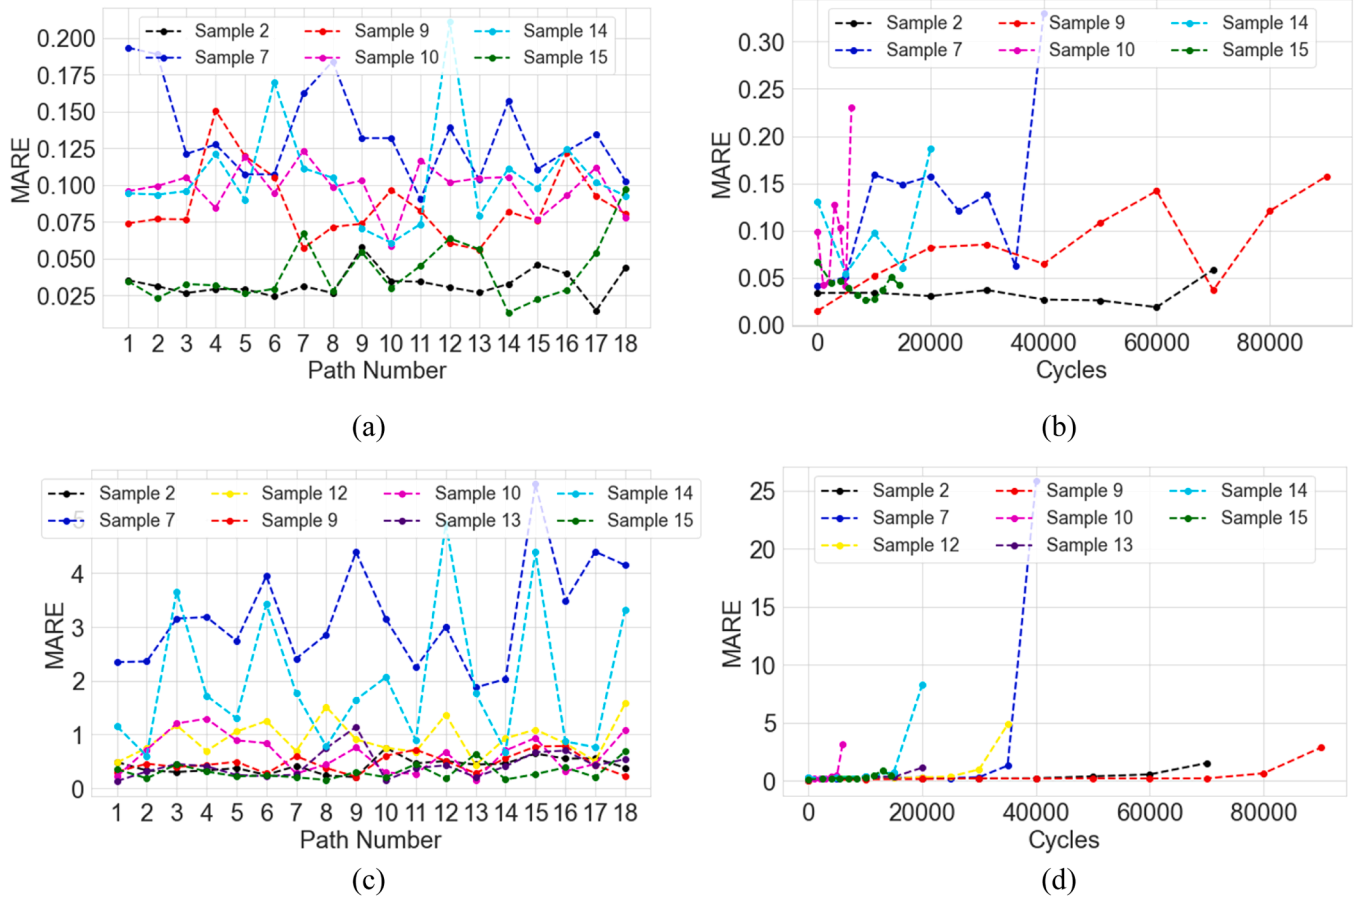 Sample 2 Sample 9 Sample 14
Sample 7 Sample 10 Sample 15
0.200
0.175
0.150
0.125
0.100
0.075
0.050
0.025
MARE
1 2 3 4 5 6 7 8 9 10 11 12 13 14 15 16 17 18
Path Number
(a)
Sample 2 Sample 9 Sample 14
Sample 7 Sample 10 Sample 15
0.30
0.25
0.20
0.15
0.10
0.05
0.00
MARE
0 20000 40000 60000 80000
Cycles
(b)
Sample 2 Sample 12 Sample 10 Sample 14
Sample 7 Sample 9 Sample 13 Sample 15
5
4
3
2
1
0
MARE
1 2 3 4 5 6 7 8 9 10 11 12 13 14 15 16 17 18
Path Number
(c)
Sample 2 Sample 9 Sample 14
Sample 7 Sample 10 Sample 15
Sample 12 Sample 13
25
20
15
10
5
0
MARE
0 20000 40000 60000 80000
Cycles
(d)